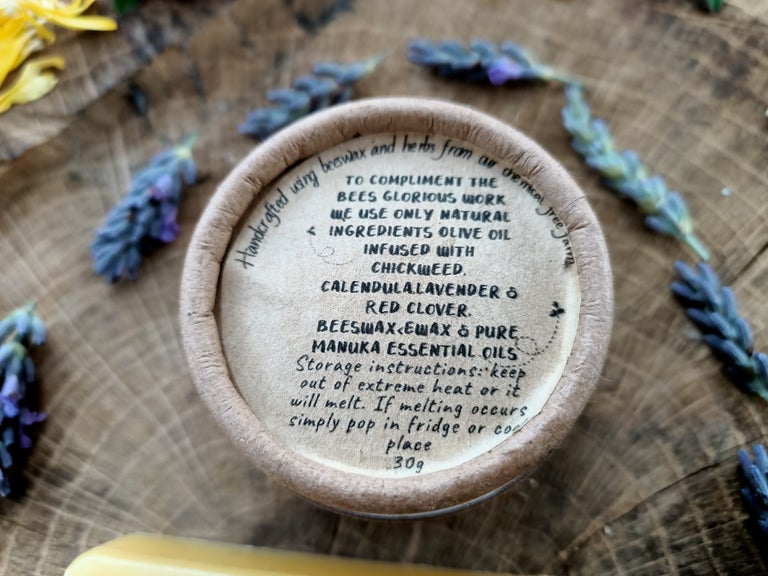 Handcrafted using beeswax and herbs from our chemical free farm
TO COMPLIMENT THE
BEES GLORIOUS WORK
WE USE ONLY NATURAL
INGREDIENTS OLIVE OIL
INFUSED WITH
CHICKWEED,
CALENDULA,LAVENDER &
RED CLOVER.
BEESWAX,EWAX & PURE
MANUKA ESSENTIAL OILS
Storage instructions: keep
out of extreme heat or it
will melt. If melting occurs
simply pop in fridge or
place
30g